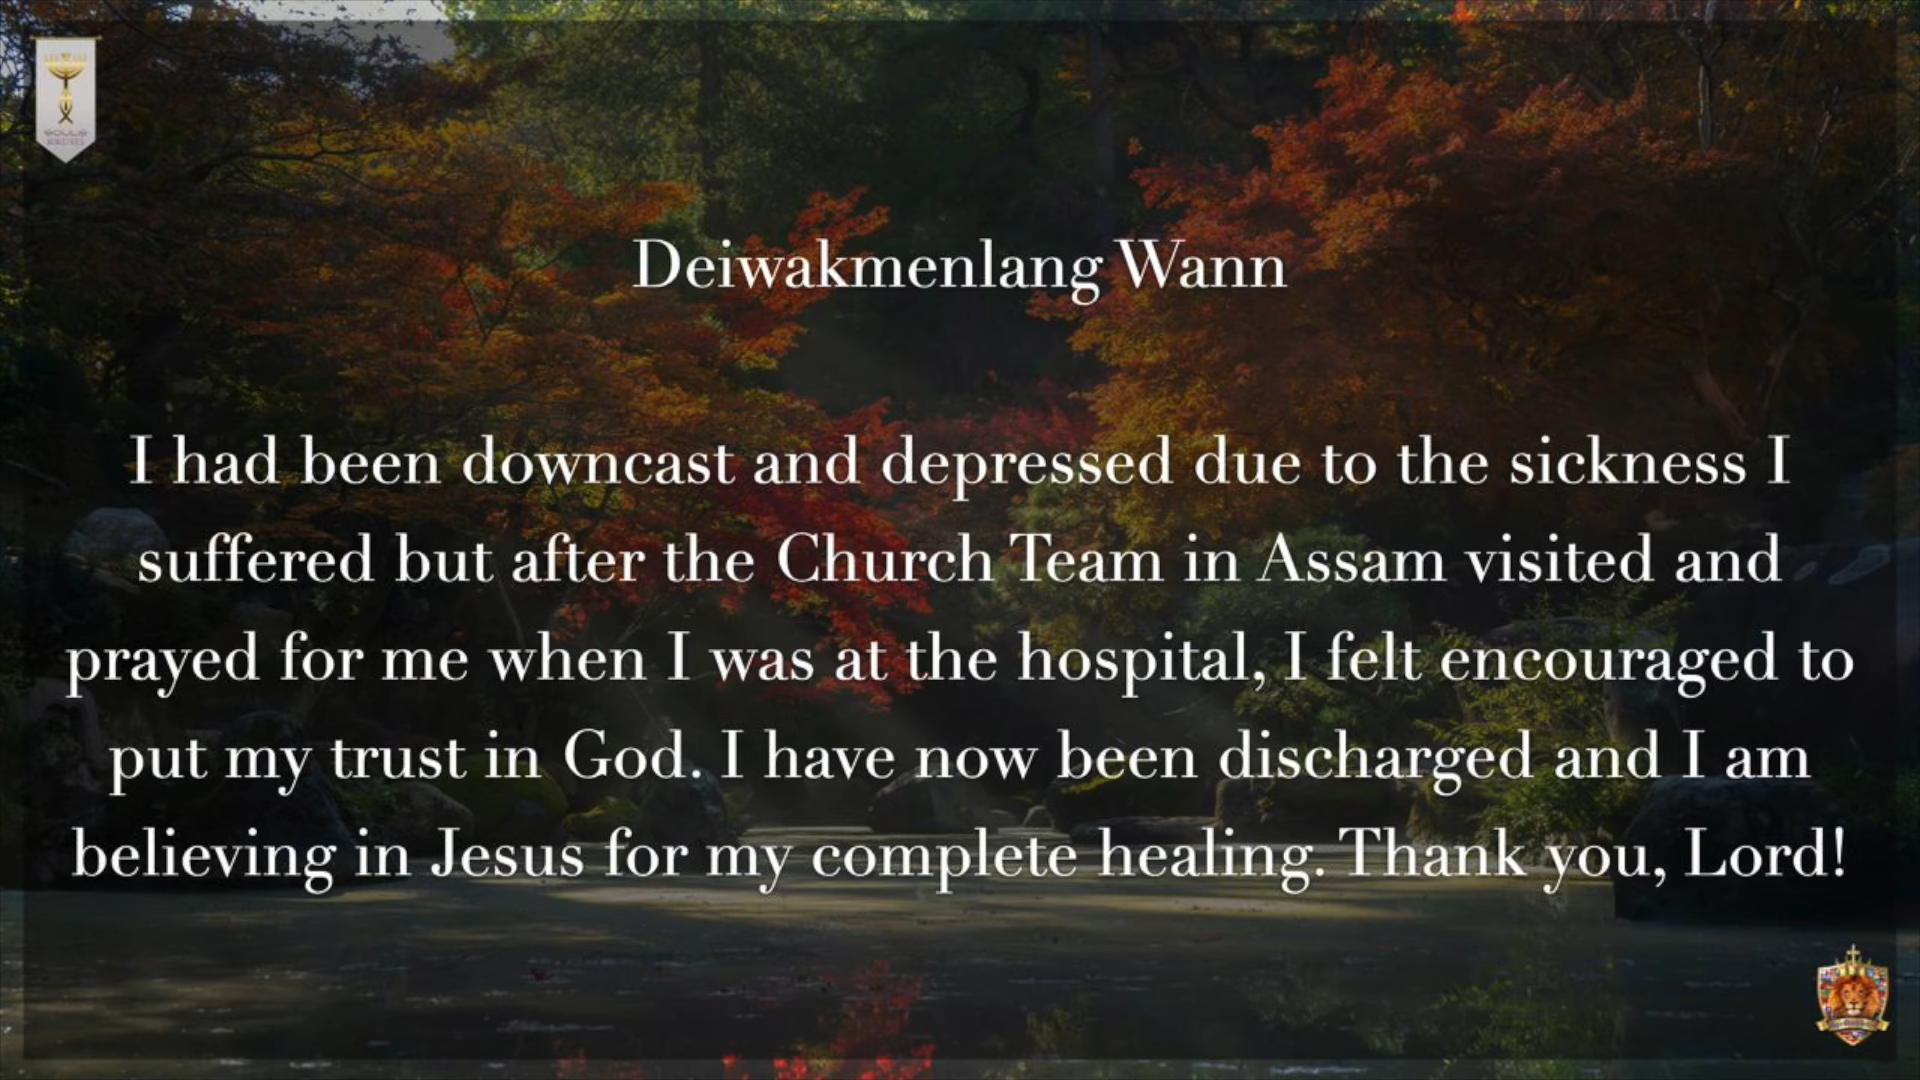 Deiwakmenlang Wann
I had been downcast and depressed due to the sickness I
suffered but after the Church Team in Assam visited and
prayed for me when I was at the hospital, I felt encouraged to
put my trust in God. I have now been discharged and I am
believing in Jesus for my complete healing. Thank you, Lord!